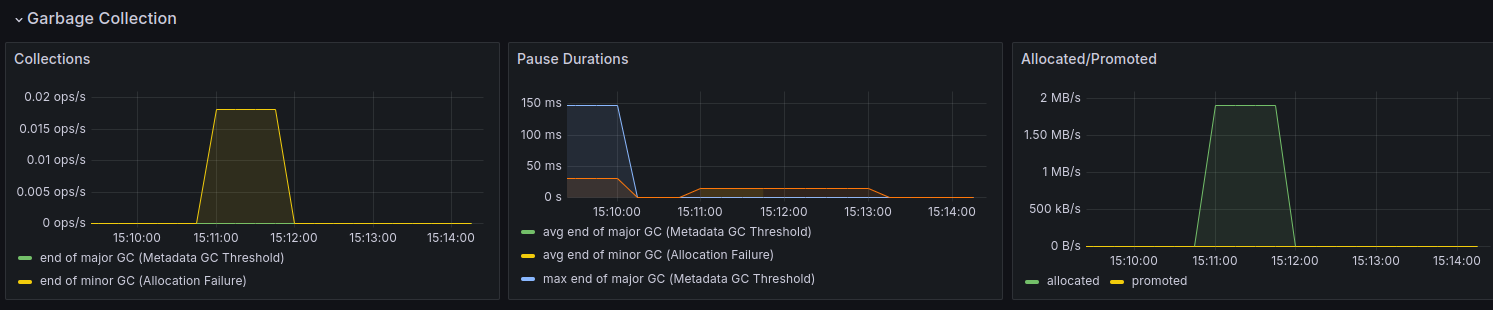 Garbage Collection
Collections
0.02 ops/s
0.015 ops/s
0.01 ops/s
0.005 ops/s
0 ops/s
15:10:00 15:11:00 15:12:00 15:13:00 15:14:00
end of major GC (Metadata GC Threshold)
end of minor GC (Allocation Failure)
Pause Durations
150 ms
100 ms
50 ms
0 s
15:10:00 15:11:00 15:12:00 15:13:00 15:14:00
avg end of major GC (Metadata GC Threshold)
avg end of minor GC (Allocation Failure)
max end of major GC (Metadata GC Threshold)
Allocated/Promoted
2 MB/s
1.50 MB/s
1 MB/s
500 kB/s
0 B/s
15:10:00 15:11:00 15:12:00 15:13:00 15:14:00
allocated promoted